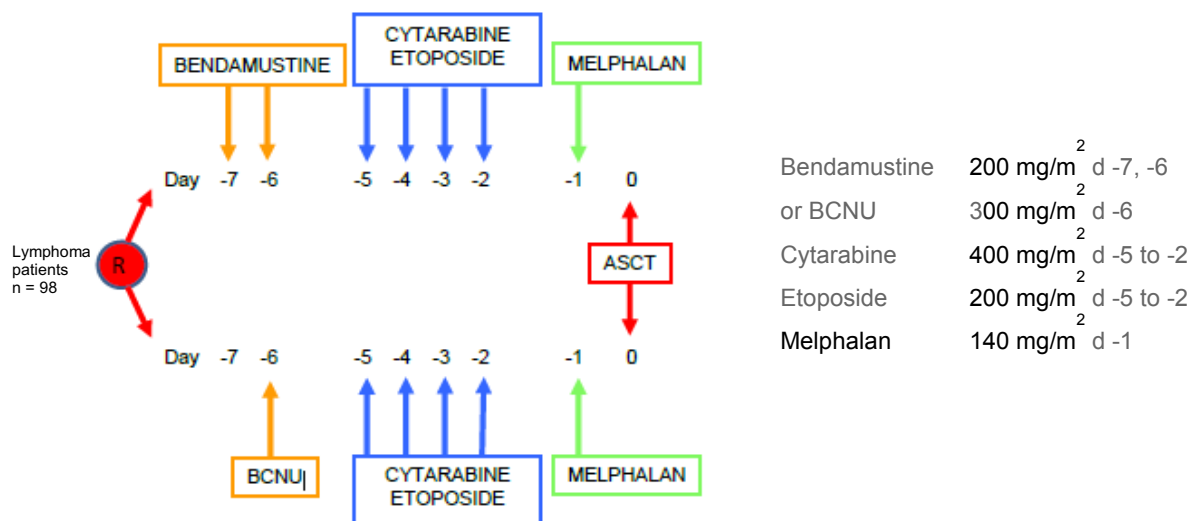 BENDAMUSTINE
CYTARABINE
ETOPOSIDE
MELPHALAN
Day -7 -6 -5 -4 -3 -2 -1 0
Lymphoma
patients
n = 98
R
ASCT
Day -7 -6 -5 -4 -3 -2 -1 0
BCNU
CYTARABINE
ETOPOSIDE
MELPHALAN
Bendamustine 200 mg/m² d -7, -6
or BCNU 300 mg/m² d -6
Cytarabine 400 mg/m² d -5 to -2
Etoposide 200 mg/m² d -5 to -2
Melphalan 140 mg/m² d -1